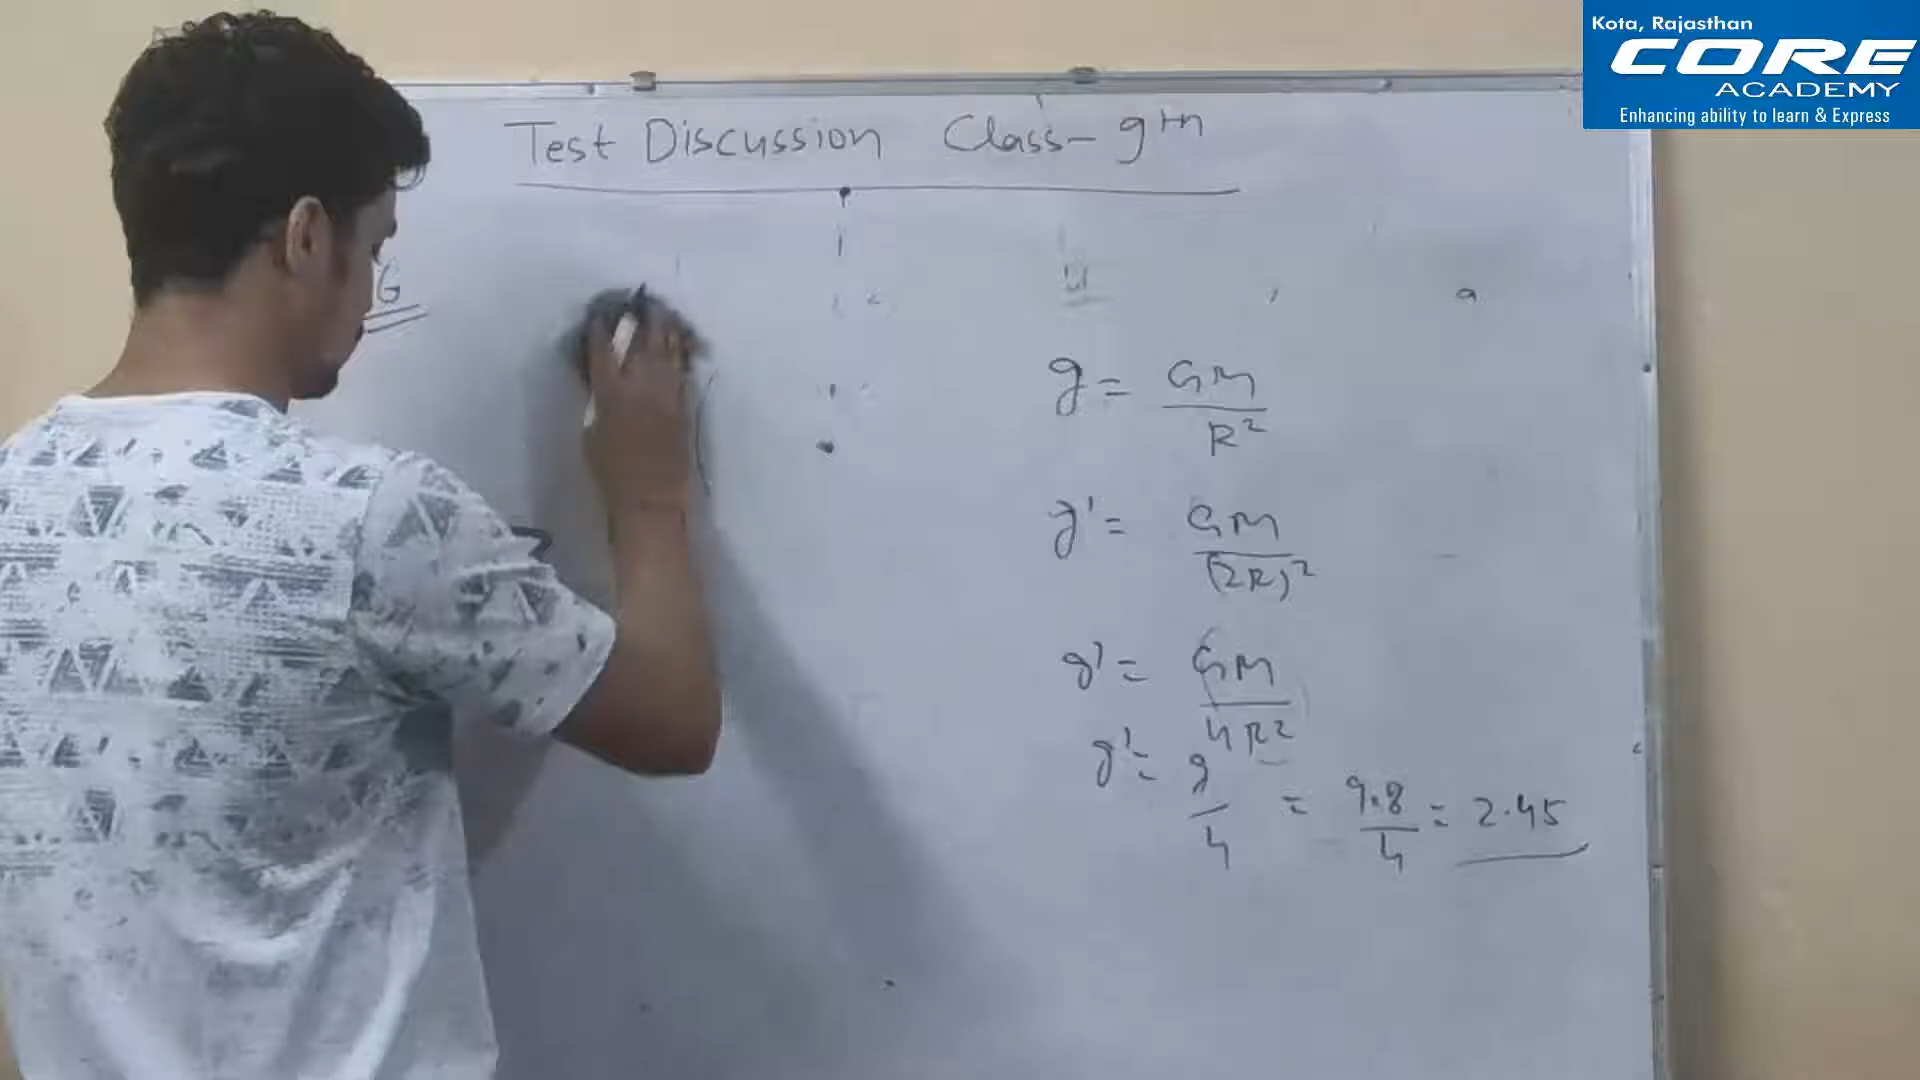 Kota, Rajasthan
CORE
ACADEMY
Enhancing ability to learn & Express
Test Discussion Class- 9th
G
g = GM
R²
g' = GM
(2R)²
g' = GM
4R²
g' = g/4 = 9.8/4 = 2.45